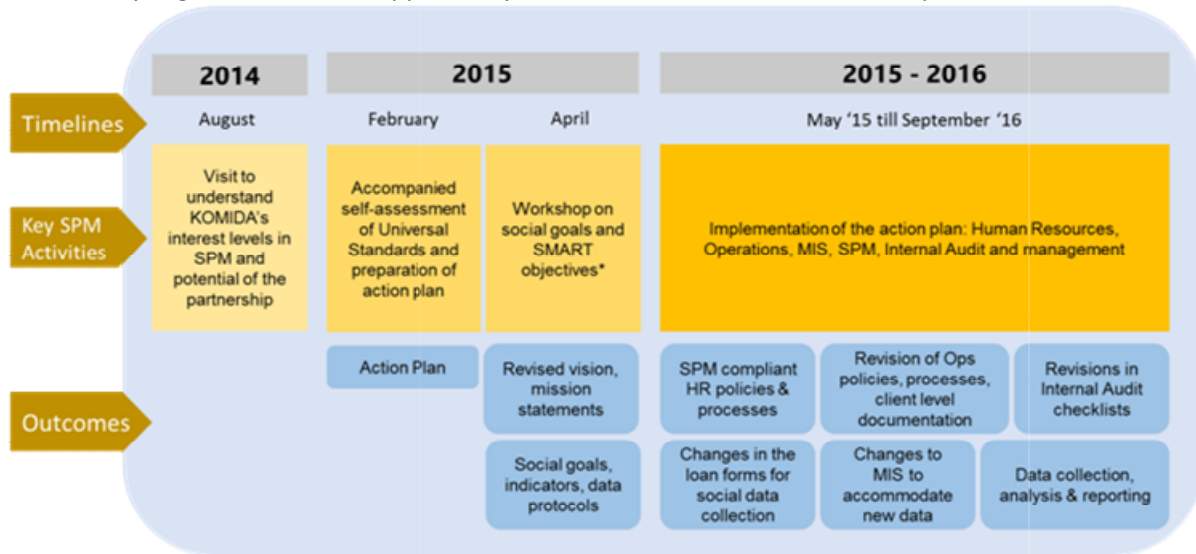 2014
2015
2015 - 2016
Timelines
August
February
April
May ‘15 till September ‘16
Key SPM
Activities
Visit to
understand
KOMIDA's
interest levels in
SPM and
potential of the
partnership
Accompanied
self-assessment
of Universal
Standards and
preparation of
action plan
Workshop on
social goals and
SMART
objectives*
Implementation of the action plan: Human Resources,
Operations, MIS, SPM, Internal Audit and management
Outcomes
Action Plan
Revised vision,
mission
statements
SPM compliant
HR policies &
processes
Revision of Ops
policies, processes,
client level
documentation
Revisions in
Internal Audit
checklists
Social goals,
indicators, data
protocols
Changes in the
loan forms for
social data
collection
Changes to
MIS to
accommodate
new data
Data collection,
analysis & reporting